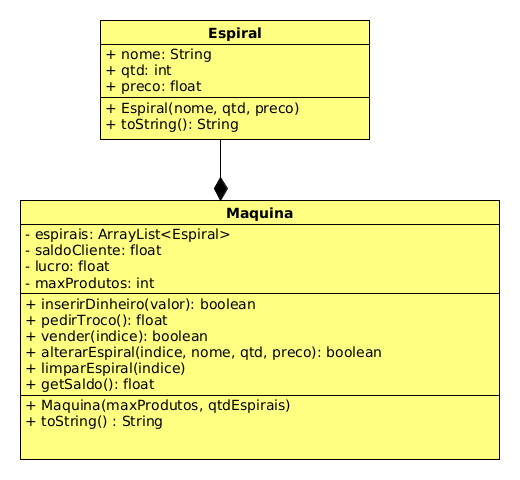 Espiral
+ nome: String
+ qtd: int
+ preco: float
+ Espiral(nome, qtd, preco)
+ toString(): String
Maquina
- espirais: ArrayList<Espiral>
- saldoCliente: float
- lucro: float
- maxProdutos: int
+ inserirDinheiro(valor): boolean
+ pedirTroco(): float
+ vender(indice): boolean
+ alterarEspiral(indice, nome, qtd, preco): boolean
+ limparEspiral(indice)
+ getSaldo(): float
+ Maquina(maxProdutos, qtdEspirais)
+ toString() : String